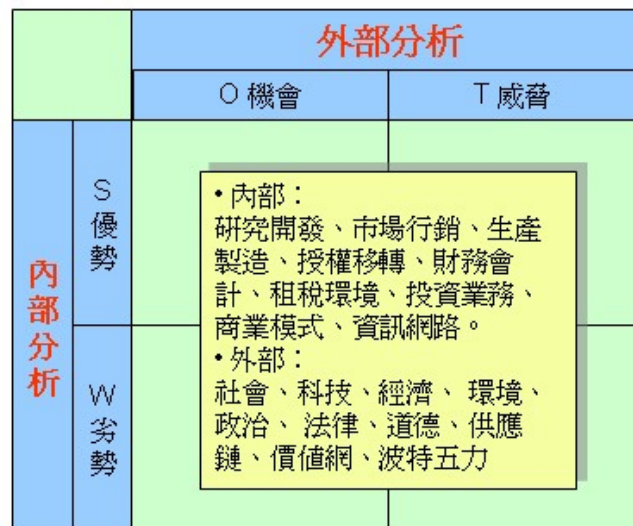 外部分析
O 機會
T 威脅
內部分析
S 優勢
W 劣勢
• 內部：
研究開發、市場行銷、生產
製造、授權移轉、財務會
計、租稅環境、投資業務、
商業模式、資訊網路。
• 外部：
社會、科技、經濟、 環境、
政治、 法律、道德、供應
鏈、價值網、波特五力